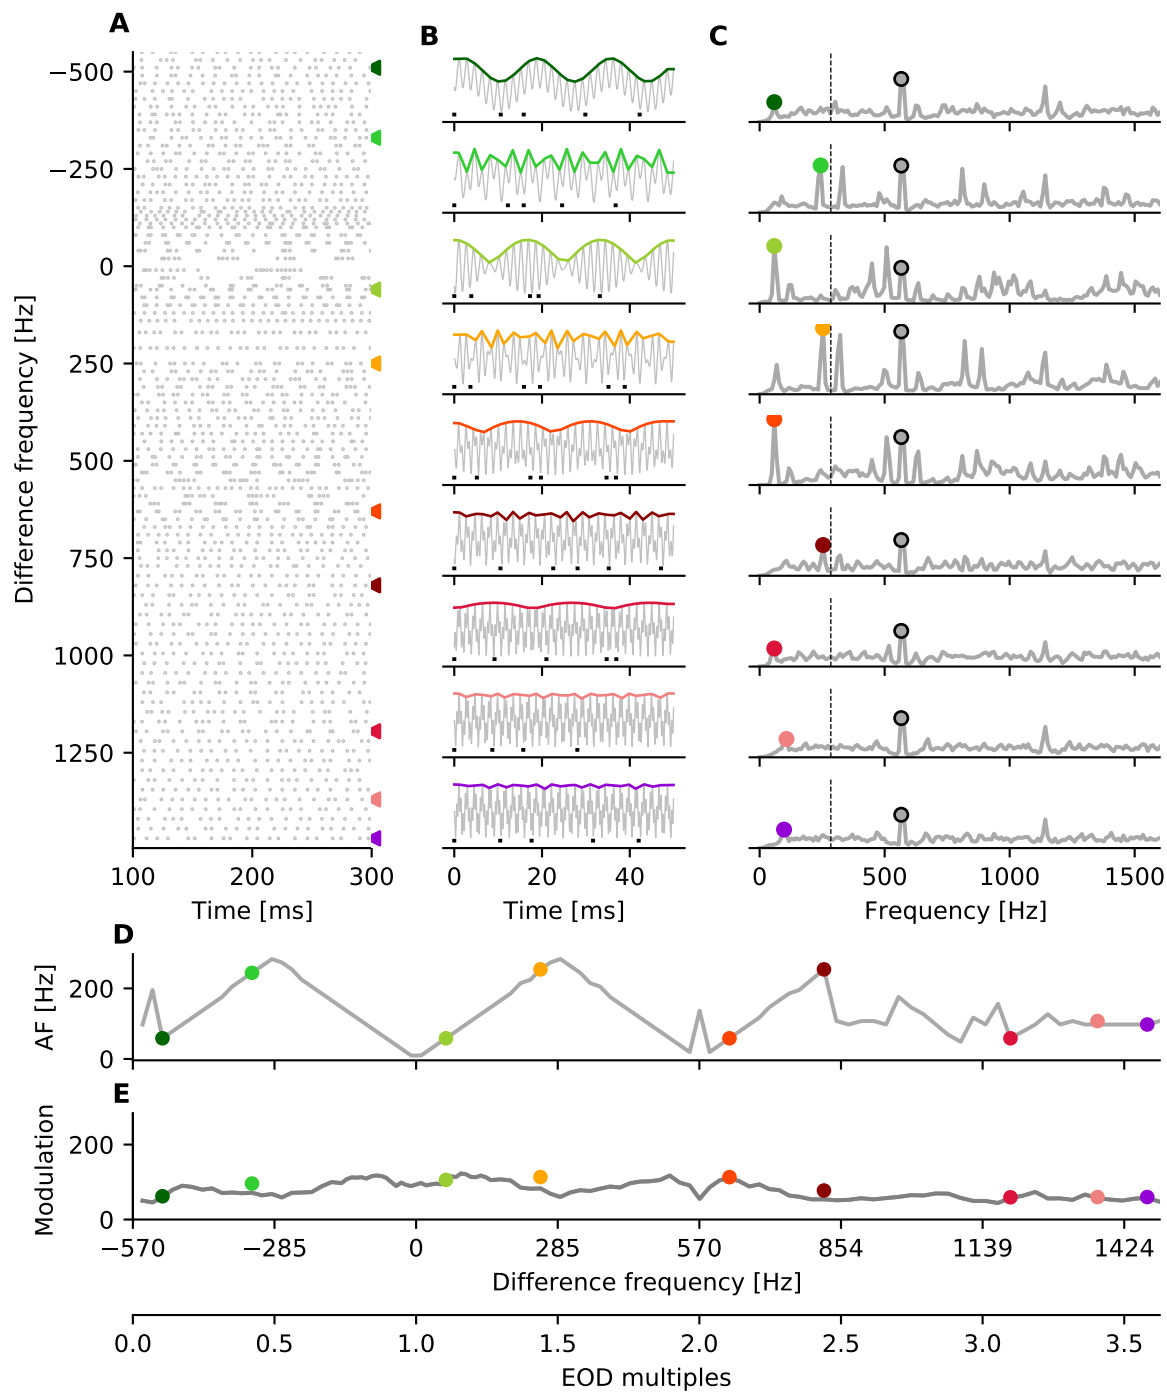 A
B
C
−500
−250
0
250
500
750
1000
1250
Difference frequency [Hz]
100 200 300
0 20 40
0 500 1000 1500
Time [ms]
Time [ms]
Frequency [Hz]
D
200
0
AF [Hz]
E
200
0
Modulation
−570 −285 0 285 570 854 1139 1424
Difference frequency [Hz]
0.0 0.5 1.0 1.5 2.0 2.5 3.0 3.5
EOD multiples